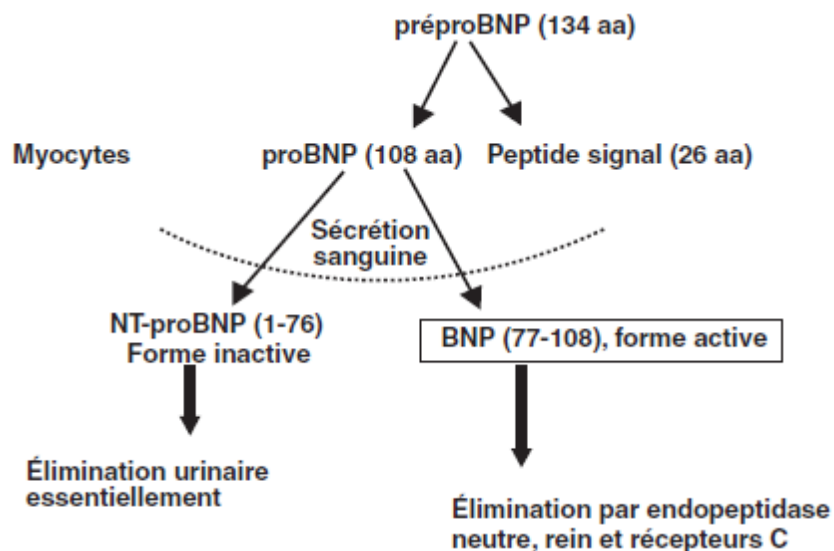 préproBNP (134 aa)
Myocytes
proBNP (108 aa)
Peptide signal (26 aa)
Sécrétion
sanguine
NT-proBNP (1-76)
Forme inactive
BNP (77-108), forme active
Élimination urinaire
essentiellement
Élimination par endopeptidase
neutre, rein et récepteurs C